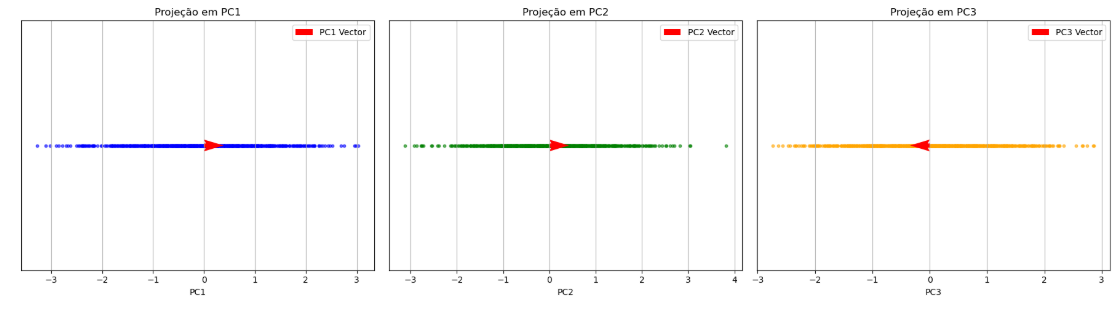 Projeção em PC1
PC1 Vector
−3 −2 −1 0 1 2 3
PC1
Projeção em PC2
PC2 Vector
−3 −2 −1 0 1 2 3 4
PC2
Projeção em PC3
PC3 Vector
−3 −2 −1 0 1 2 3
PC3